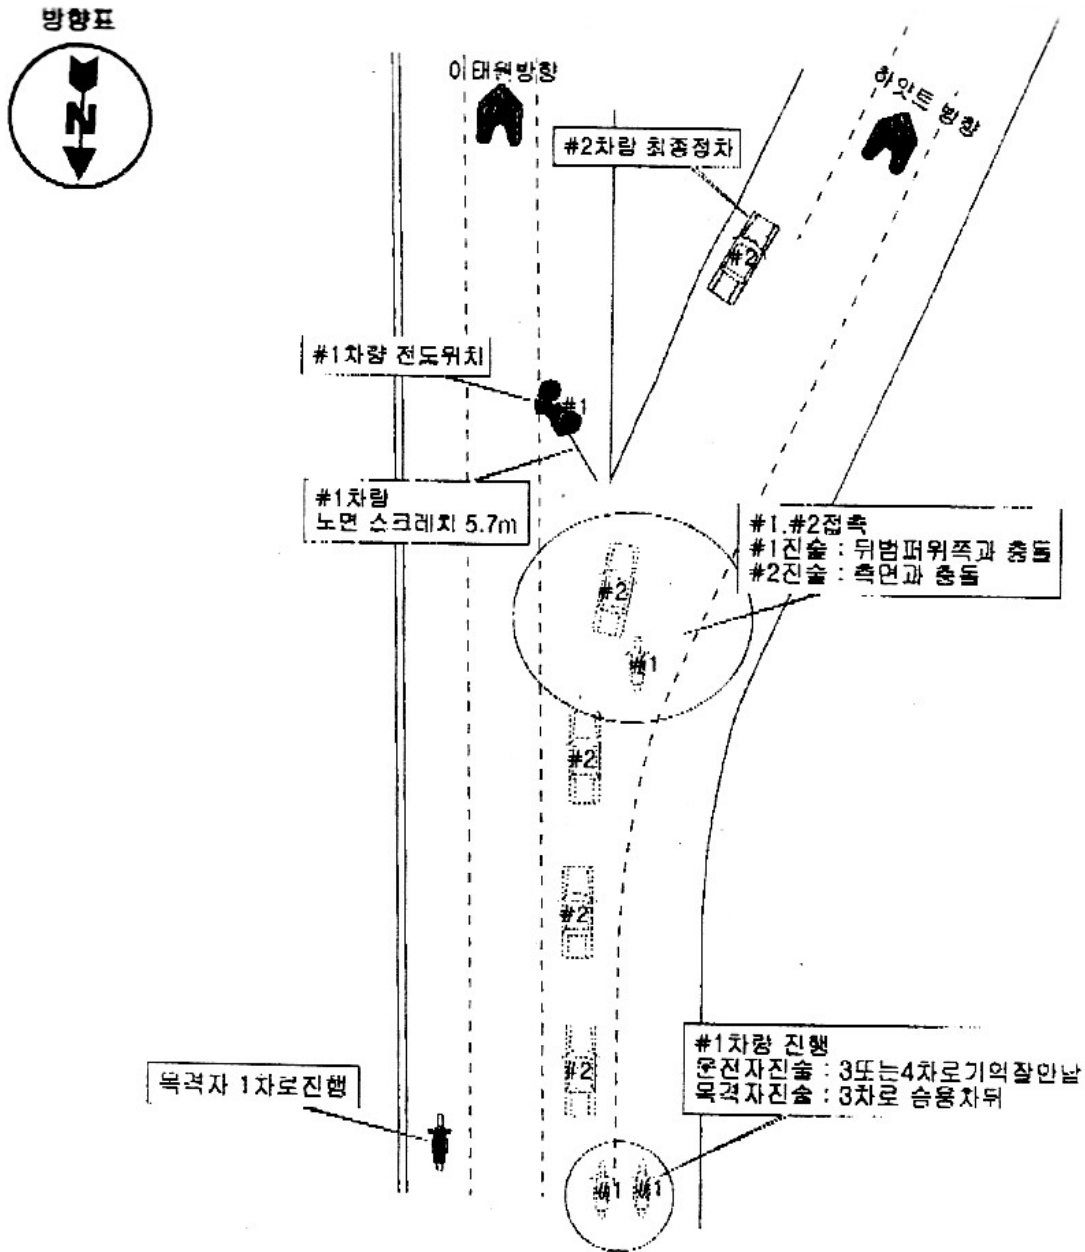 방향표
N
이태원방향
하얏트 방향
#2차량 최종정차
#2
#1차량 전도위치
#1
#1차량
노면 스크레치 5.7m
#1.#2접촉
#1진술 : 뒤범퍼위쪽과 충돌
#2진술 : 측면과 충돌
#2
#1
#2
#2
#1차량 진행
운전자진술 : 3또는4차로기억잘안남
목격자진술 : 3차로 승용차뒤
#2
목격자 1차로진행
#1
#1